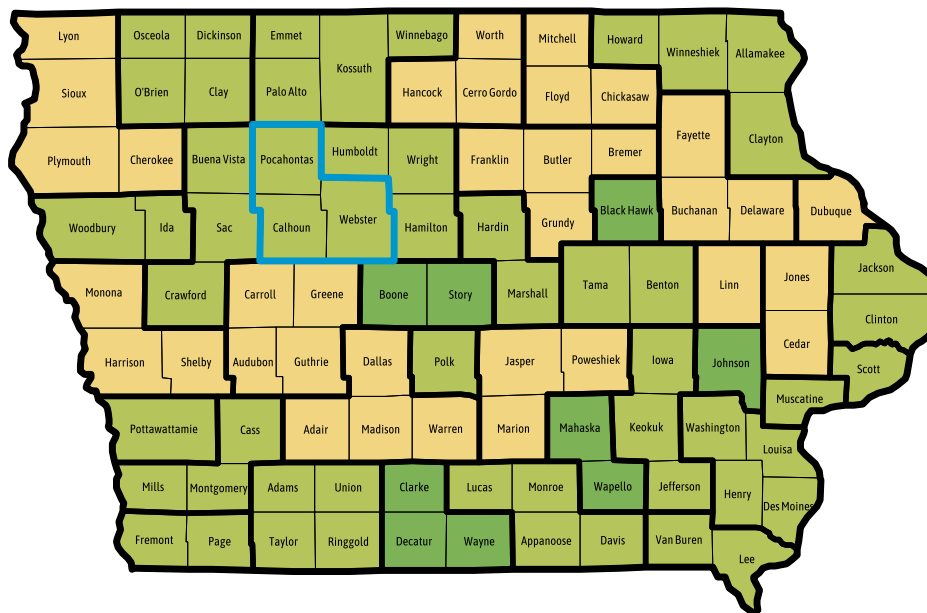 Lyon
Osceola
Dickinson
Emmet
Kossuth
Winnebago
Worth
Mitchell
Howard
Winneshiek
Allamakee
Sioux
O'Brien
Clay
Palo Alto
Hancock
Cerro Gordo
Floyd
Chickasaw
Fayette
Clayton
Plymouth
Cherokee
Buena Vista
Pocahontas
Humboldt
Wright
Franklin
Butler
Bremer
Woodbury
Ida
Sac
Calhoun
Webster
Hamilton
Hardin
Grundy
Black Hawk
Buchanan
Delaware
Dubuque
Monona
Crawford
Carroll
Greene
Boone
Story
Marshall
Tama
Benton
Linn
Jones
Jackson
Clinton
Harrison
Shelby
Audubon
Guthrie
Dallas
Polk
Jasper
Poweshiek
Iowa
Johnson
Cedar
Scott
Muscatine
Pottawattamie
Cass
Adair
Madison
Warren
Marion
Mahaska
Keokuk
Washington
Louisa
Mills
Montgomery
Adams
Union
Clarke
Lucas
Monroe
Wapello
Jefferson
Henry
Des Moines
Fremont
Page
Taylor
Ringgold
Decatur
Wayne
Appanoose
Davis
Van Buren
Lee